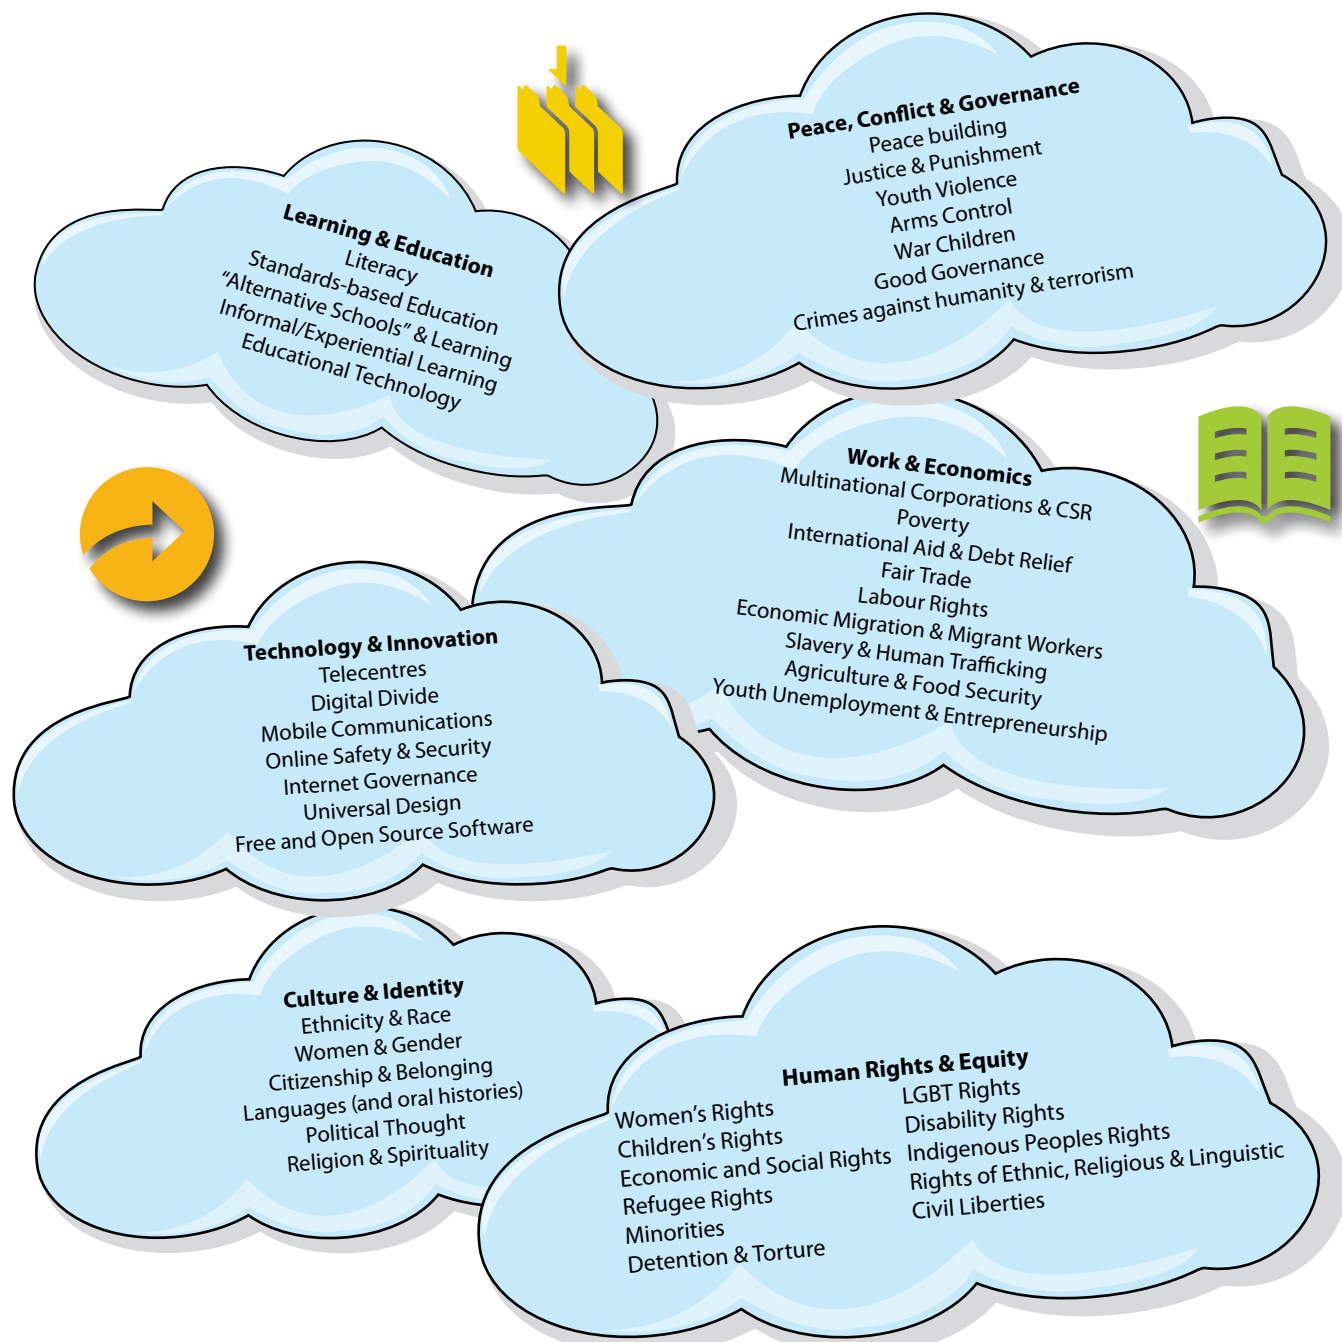 Peace, Conflict & Governance
Peace building
Justice & Punishment
Youth Violence
Arms Control
War Children
Good Governance
Crimes against humanity & terrorism
Learning & Education
Literacy
Standards-based Education
“Alternative Schools” & Learning
Informal/Experiential Learning
Educational Technology
Work & Economics
Multinational Corporations & CSR
Poverty
International Aid & Debt Relief
Fair Trade
Labour Rights
Economic Migration & Migrant Workers
Slavery & Human Trafficking
Agriculture & Food Security
Youth Unemployment & Entrepreneurship
Technology & Innovation
Telecentres
Digital Divide
Mobile Communications
Online Safety & Security
Internet Governance
Universal Design
Free and Open Source Software
Culture & Identity
Ethnicity & Race
Women & Gender
Citizenship & Belonging
Languages (and oral histories)
Political Thought
Religion & Spirituality
Human Rights & Equity
Women’s Rights
Children’s Rights
Economic and Social Rights
Refugee Rights
Minorities
Detention & Torture
LGBT Rights
Disability Rights
Indigenous Peoples Rights
Rights of Ethnic, Religious & Linguistic
Civil Liberties